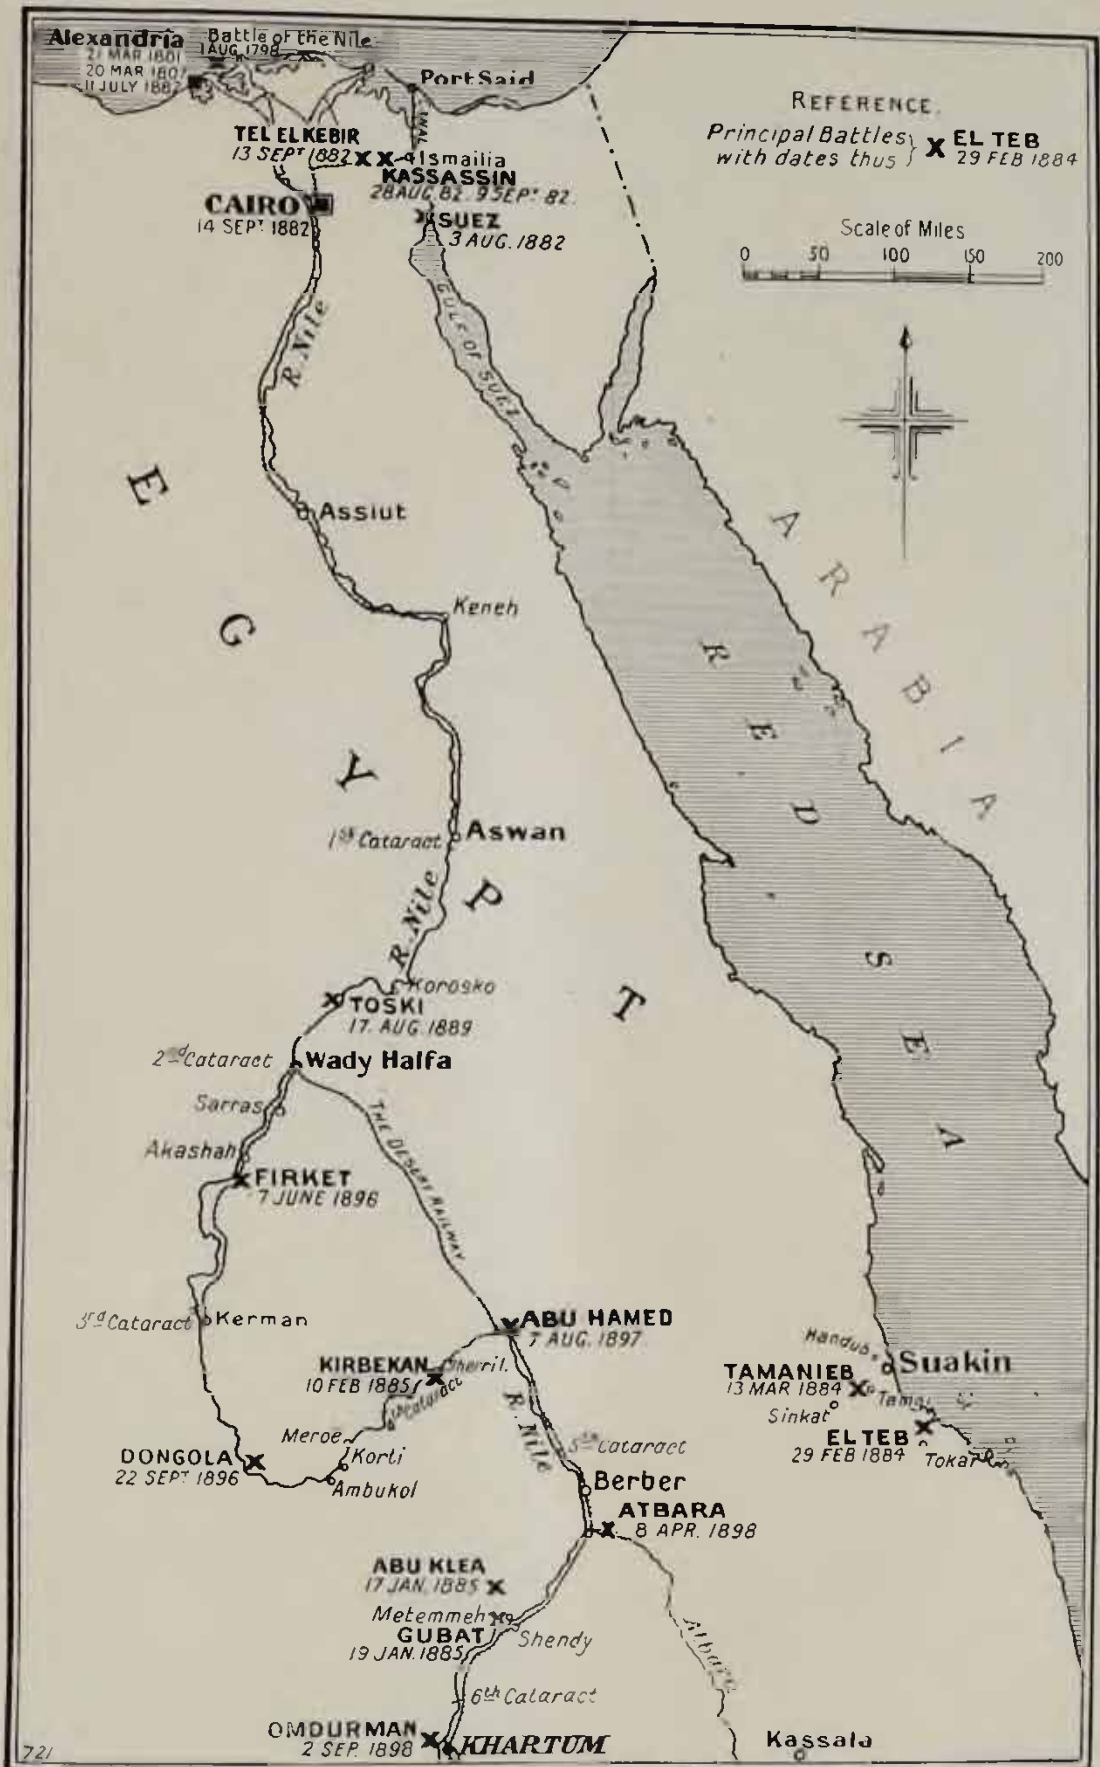 Alexandria
21 MAR 1801
20 MAR 1807
11 JULY 1882
Battle of the Nile
1 AUG. 1798
Port Said
CANAL
TEL EL KEBIR
13 SEPT 1882
Ismailia
KASSASSIN
28 AUG. 82. 9 SEPT. 82.
CAIRO
14 SEPT. 1882
SUEZ
3 AUG. 1882
REFERENCE.
Principal Battles
with dates thus
X EL TEB
29 FEB 1884
Scale of Miles
0 50 100 150 200
R. Nile
GULF OF SUEZ
EGYPT
ARABIA
RED SEA
Assiut
Keneh
1st Cataract
Aswan
R. Nile
Korosko
TOSKI
17. AUG. 1889
2nd Cataract
Wady Halfa
Sarras
THE DESERT RAILWAY
Akashah
FIRKET
7 JUNE 1896
3rd Cataract
Kerman
ABU HAMED
7 AUG. 1897
KIRBEKAN
10 FEB 1885
Cataract
R. Nile
Meroe
Korti
DONGOLA
22 SEPT. 1896
Ambukol
5th Cataract
Berber
ATBARA
8 APR. 1898
Atbara
Handub
Suakin
TAMANIEB
13 MAR 1884
Tamai
Sinkat
EL TEB
29 FEB 1884
Tokar
ABU KLEA
17 JAN. 1885
Metemmeh
GUBAT
19 JAN. 1885
Shendy
6th Cataract
OMDURMAN
2 SEP. 1898
KHARTUM
Kassala
721